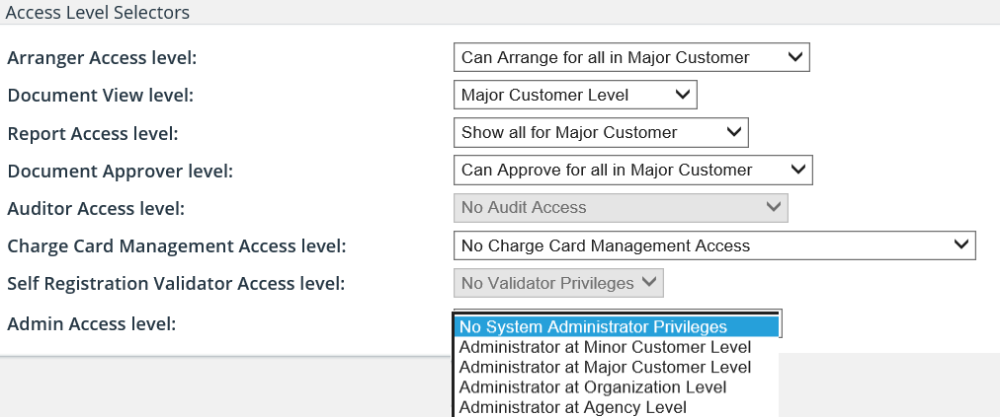 Access Level Selectors
Arranger Access level: Can Arrange for all in Major Customer
Document View level: Major Customer Level
Report Access level: Show all for Major Customer
Document Approver level: Can Approve for all in Major Customer
Auditor Access level: No Audit Access
Charge Card Management Access level: No Charge Card Management Access
Self Registration Validator Access level: No Validator Privileges
Admin Access level:
No System Administrator Privileges
Administrator at Minor Customer Level
Administrator at Major Customer Level
Administrator at Organization Level
Administrator at Agency Level